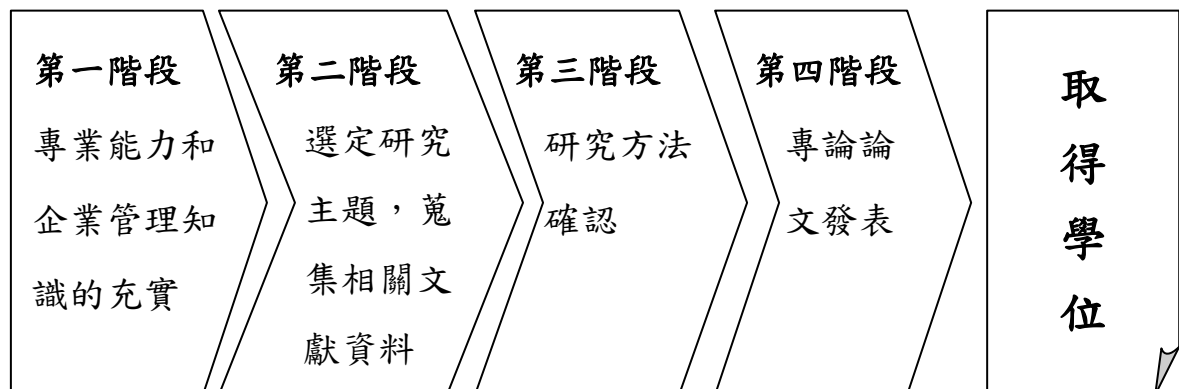 第一階段
專業能力和
企業管理知
識的充實
第二階段
選定研究
主題，蒐
集相關文
獻資料
第三階段
研究方法
確認
第四階段
專論論
文發表
取
得
學
位